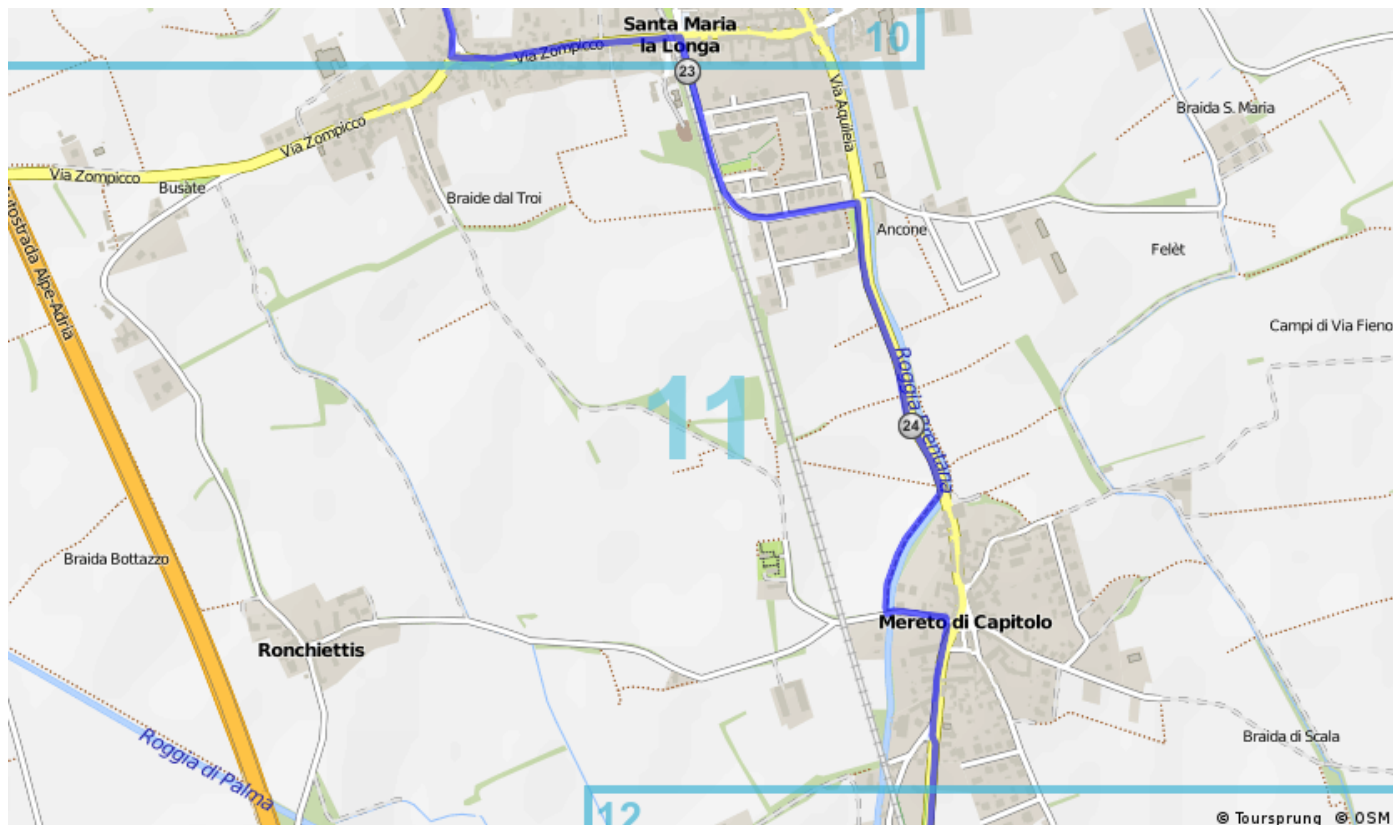 Santa Maria
la Longa
10
Via Zompicco
23
Via Aquileia
Braida S. Maria
Via Zompicco
Via Zompicco
Busate
Braide dal Troi
Ancone
Felèt
Autostrada Alpe-Adria
Campi di Via Fieno
Roggia Brentana
11
24
Braida Bottazzo
Ronchiettis
Mereto di Capitolo
Roggia di Palma
Braida di Scala
12
© Toursprung © OSM